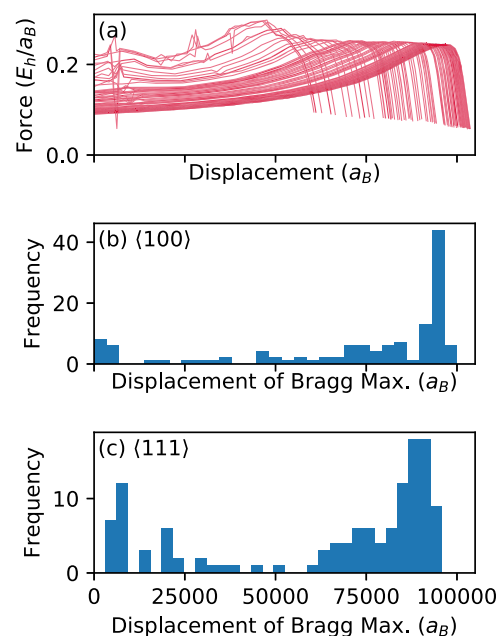 (a)
Force (E_h/a_B)
0.2
0.0
Displacement (a_B)
(b) ⟨100⟩
Frequency
40
20
0
Displacement of Bragg Max. (a_B)
(c) ⟨111⟩
Frequency
10
0
0 25000 50000 75000 100000
Displacement of Bragg Max. (a_B)